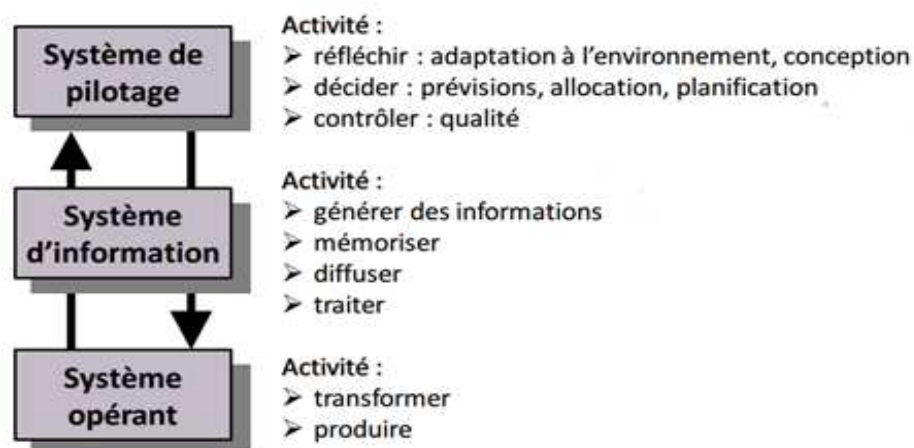 Système de
pilotage
Activité :
➢ réfléchir : adaptation à l'environnement, conception
➢ décider : prévisions, allocation, planification
➢ contrôler : qualité
Système
d'information
Activité :
➢ générer des informations
➢ mémoriser
➢ diffuser
➢ traiter
Système
opérant
Activité :
➢ transformer
➢ produire